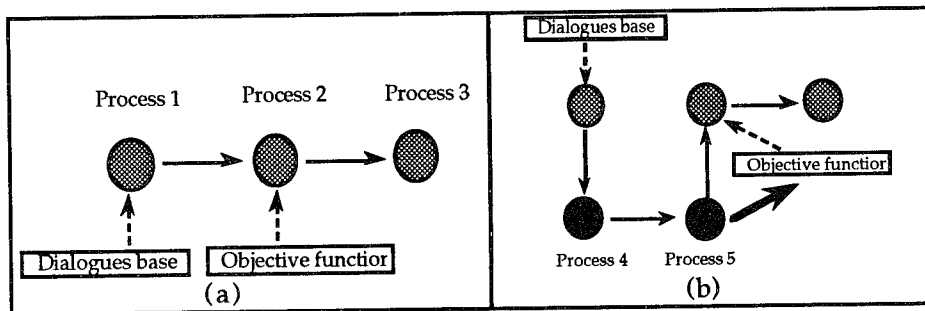 Process 1
Process 2
Process 3
Dialogues base
Objective functior
(a)
Dialogues base
Objective functior
Process 4
Process 5
(b)